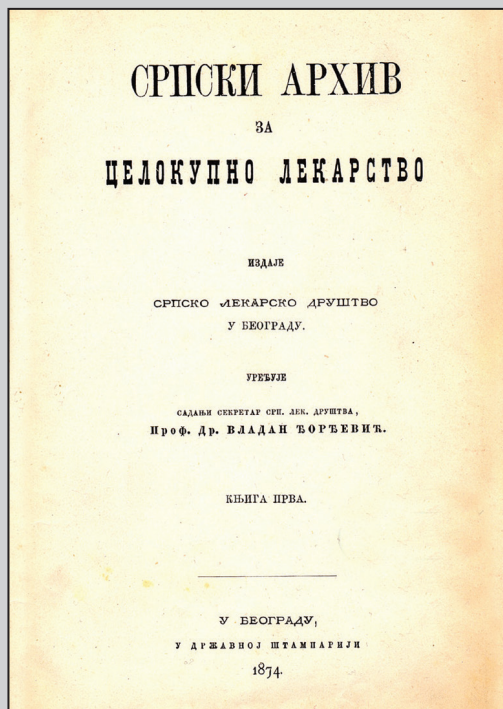 СРПСКИ АРХИВ
ЗА
ЦЕЛОКУПНО ЛЕКАРСТВО
ИЗДАЈЕ
СРПСКО ЛЕКАРСКО ДРУШТВО
У БЕОГРАДУ.
УРЕЂУЈЕ
САДАЊИ СЕКРЕТАР СРП. ЛЕК. ДРУШТВА,
Проф. Др. ВЛАДАН ЂОРЂЕВИЋ.
КЊИГА ПРВА.
У БЕОГРАДУ,
У ДРЖАВНОЈ ШТАМПАРИЈИ
1874.